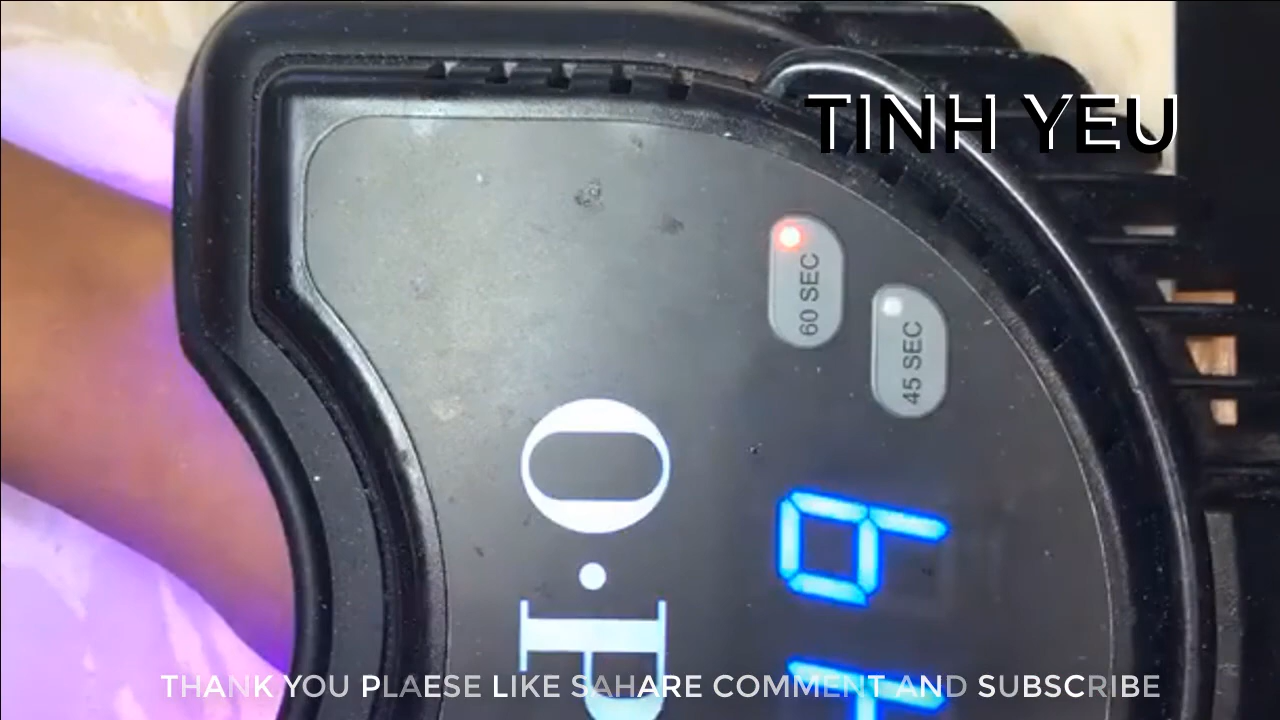 TINH YEU
60 SEC
45 SEC
O·P
THANK YOU PLAESE LIKE SAHARE COMMENT AND SUBSCRIBE